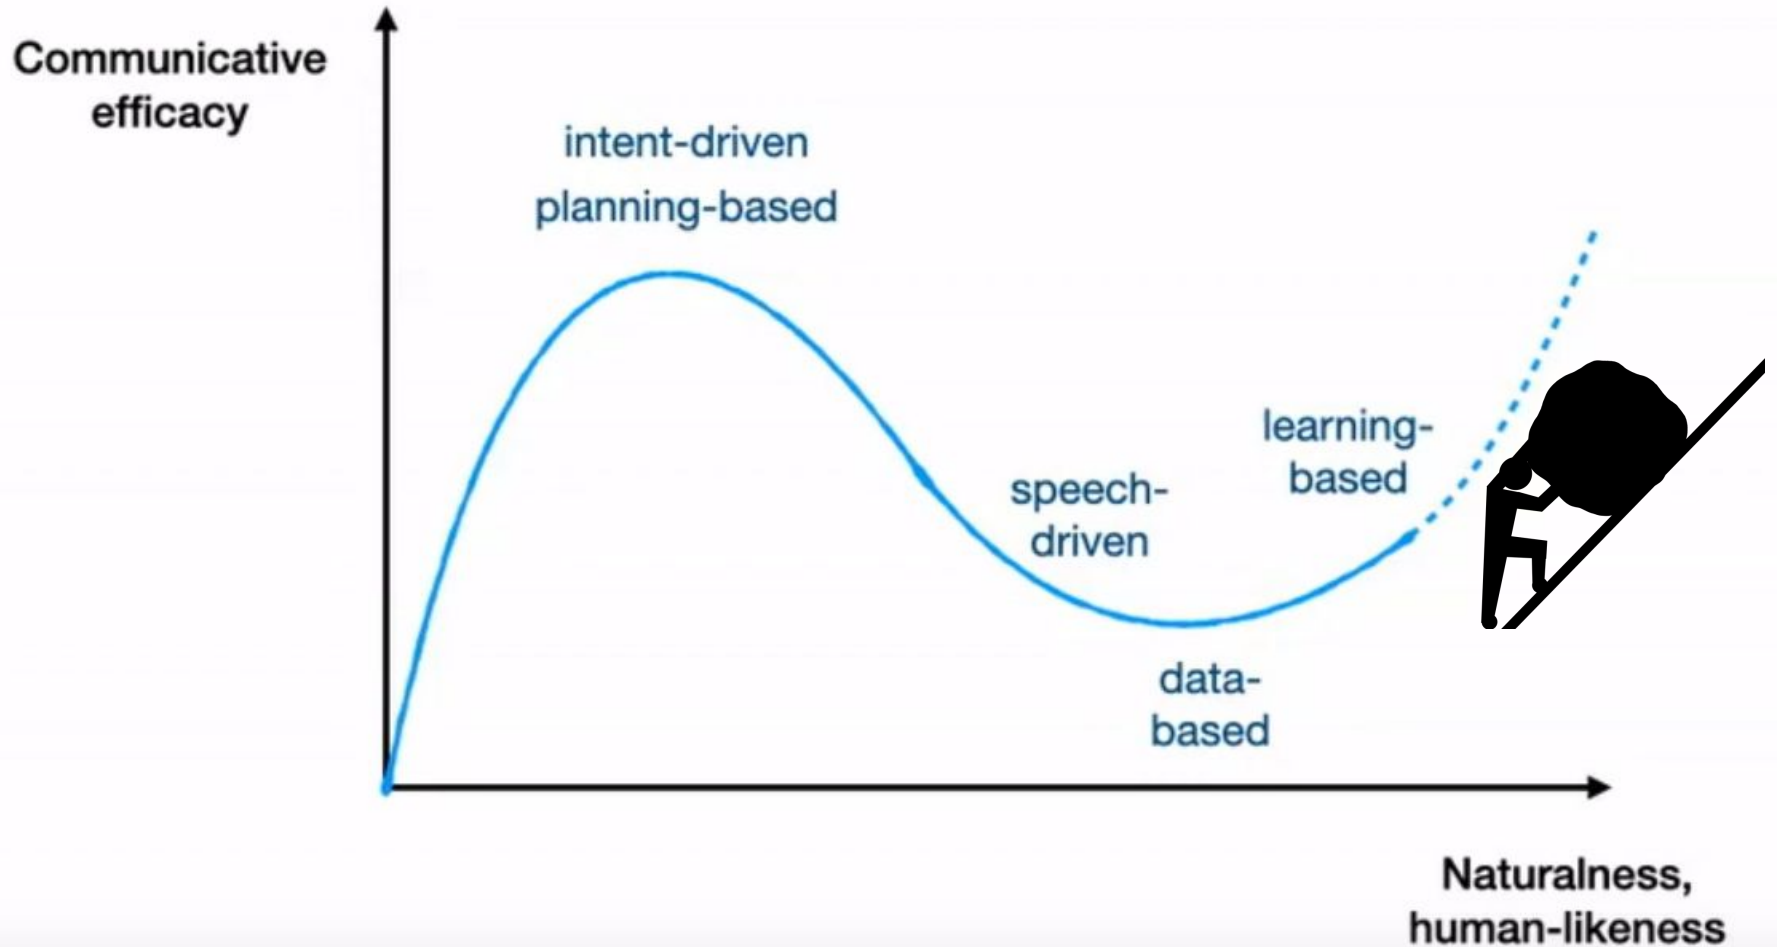 Communicative
efficacy
intent-driven
planning-based
learning-
based
speech-
driven
data-
based
Naturalness,
human-likeness